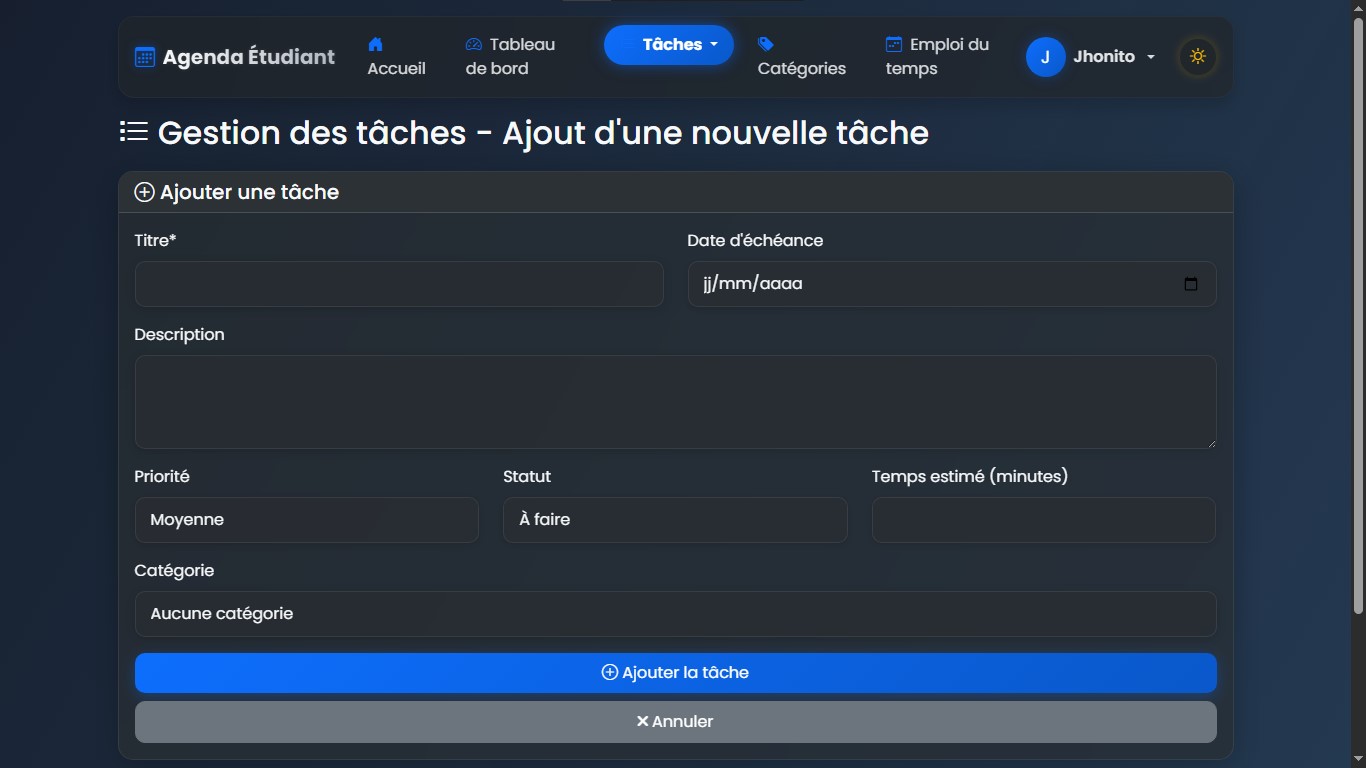 Agenda Étudiant
Accueil
Tableau
de bord
Tâches
Catégories
Emploi du
temps
J
Jhonito
Gestion des tâches - Ajout d'une nouvelle tâche
Ajouter une tâche
Titre*
Date d'échéance
jj/mm/aaaa
Description
Priorité
Statut
Temps estimé (minutes)
Moyenne
À faire
Catégorie
Aucune catégorie
Ajouter la tâche
Annuler